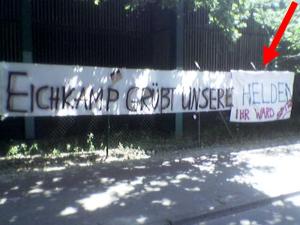 EICHKAMP GRÜßT UNSERE HELDEN
IHR WARD